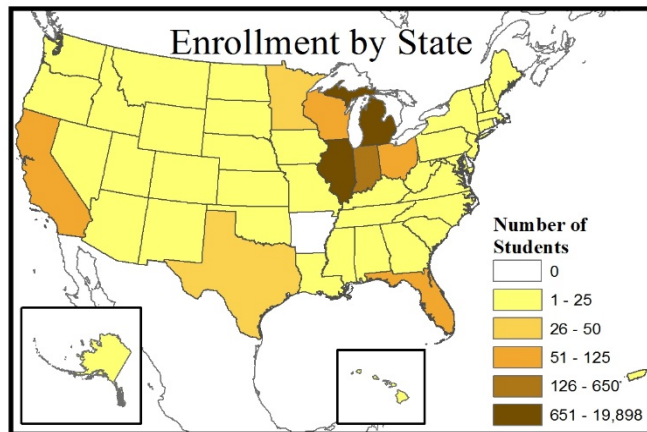 Enrollment by State
Number of
Students
0
1 - 25
26 - 50
51 - 125
126 - 650
651 - 19,898